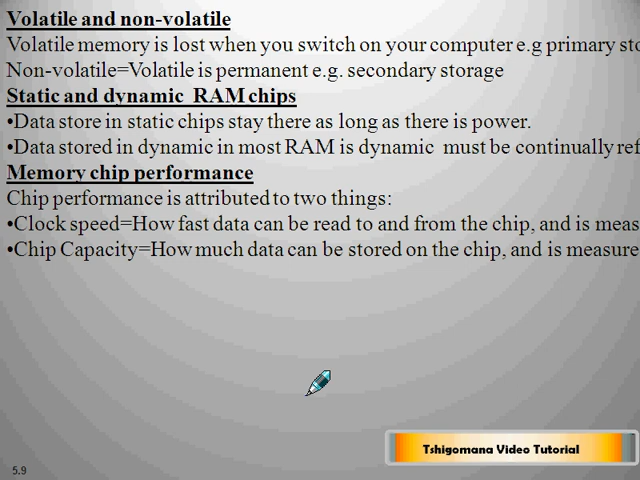 Volatile and non-volatile
Volatile memory is lost when you switch on your computer e.g primary sto
Non-volatile=Volatile is permanent e.g. secondary storage
Static and dynamic RAM chips
•Data store in static chips stay there as long as there is power.
•Data stored in dynamic in most RAM is dynamic must be continually ref
Memory chip performance
Chip performance is attributed to two things:
•Clock speed=How fast data can be read to and from the chip, and is meas
•Chip Capacity=How much data can be stored on the chip, and is measure
Tshigomana Video Tutorial
5.9